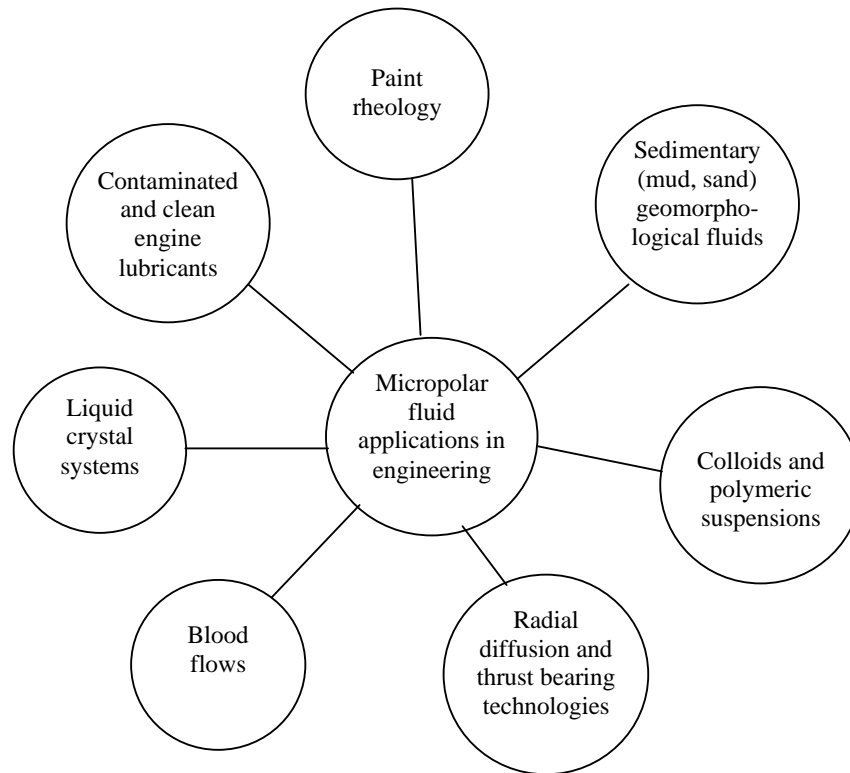 Paint
rheology
Sedimentary
(mud, sand)
geomorpho-
logical fluids
Contaminated
and clean
engine
lubricants
Micropolar
fluid
applications in
engineering
Liquid
crystal
systems
Colloids and
polymeric
suspensions
Blood
flows
Radial
diffusion and
thrust bearing
technologies